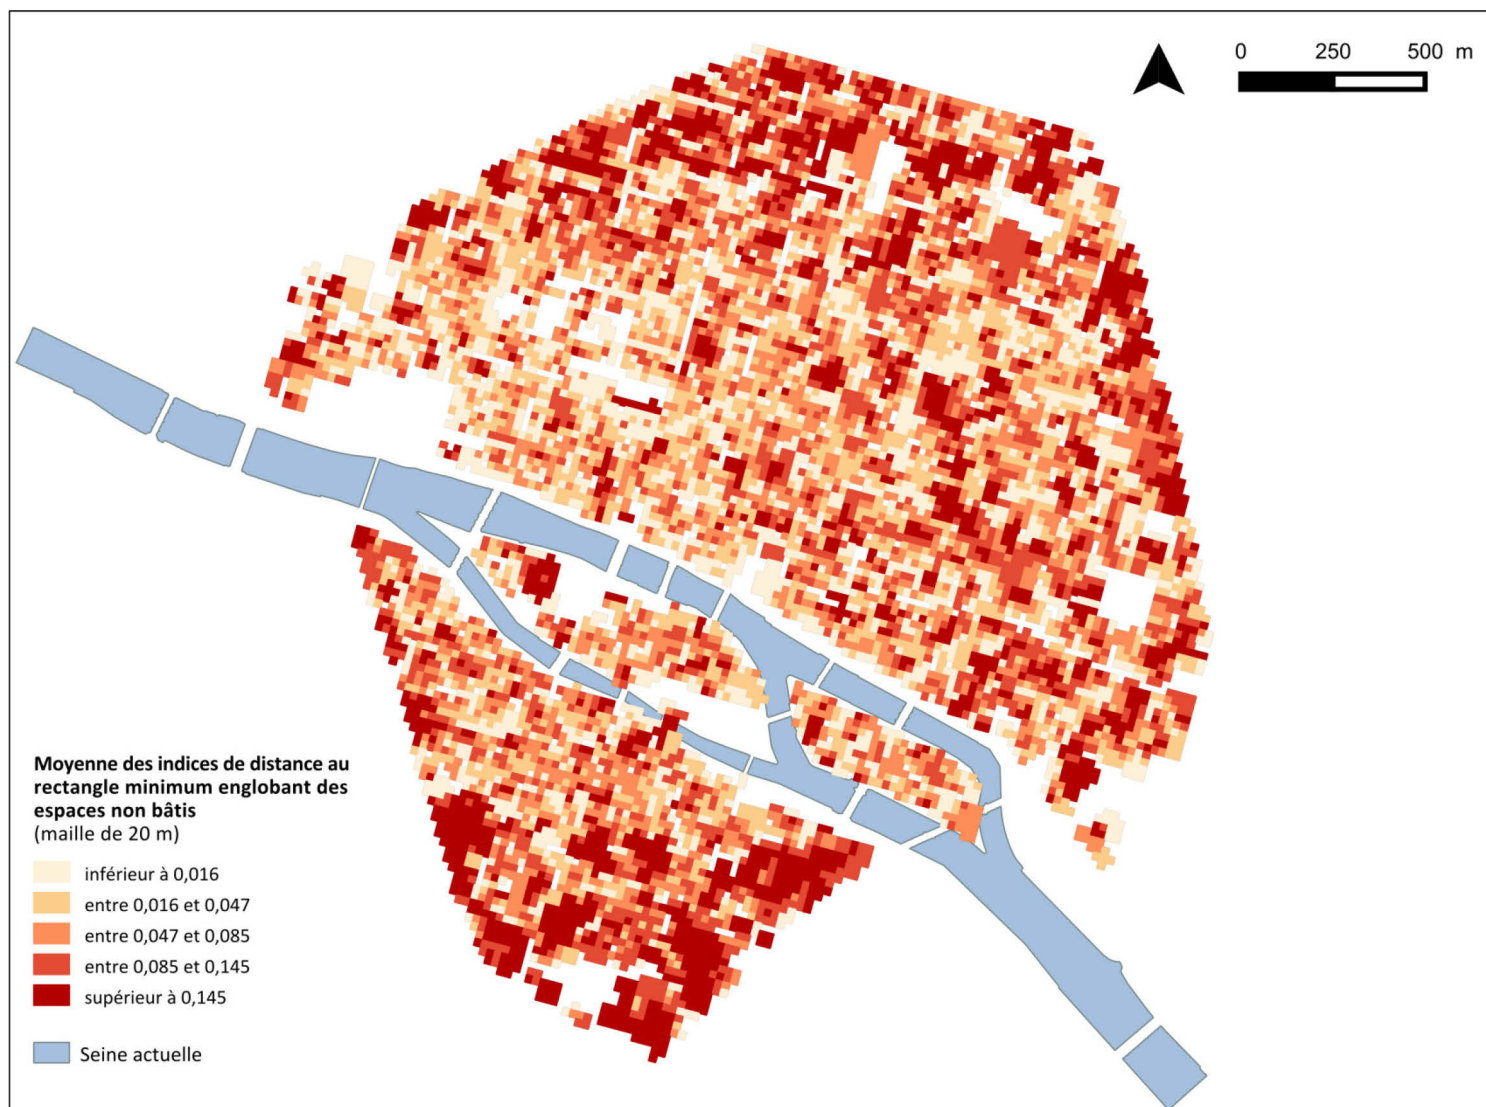 0 250 500 m
Moyenne des indices de distance au
rectangle minimum englobant des
espaces non bâtis
(maille de 20 m)
inférieur à 0,016
entre 0,016 et 0,047
entre 0,047 et 0,085
entre 0,085 et 0,145
supérieur à 0,145
Seine actuelle